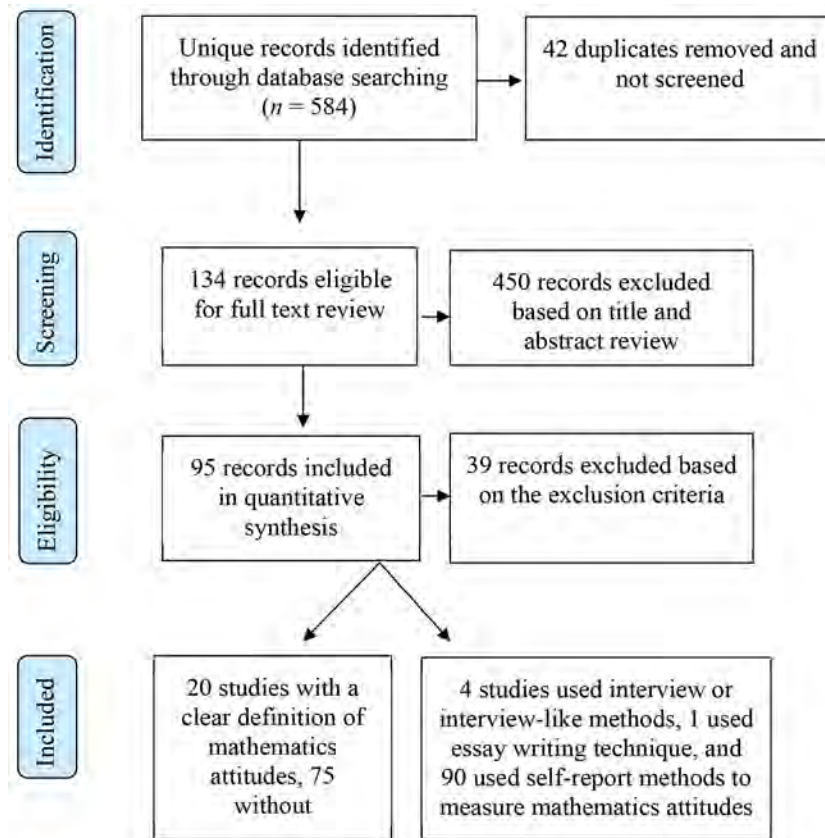 Identification
Unique records identified
through database searching
(n = 584)
42 duplicates removed and
not screened
Screening
134 records eligible
for full text review
450 records excluded
based on title and
abstract review
Eligibility
95 records included
in quantitative
synthesis
39 records excluded based
on the exclusion criteria
Included
20 studies with a
clear definition of
mathematics
attitudes, 75
without
4 studies used interview or
interview-like methods, 1 used
essay writing technique, and
90 used self-report methods to
measure mathematics attitudes